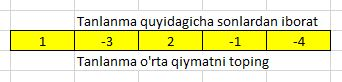 Tanlanma quyidagicha sonlardan iborat
1 -3 2 -1 -4
Tanlanma o'rta qiymatni toping